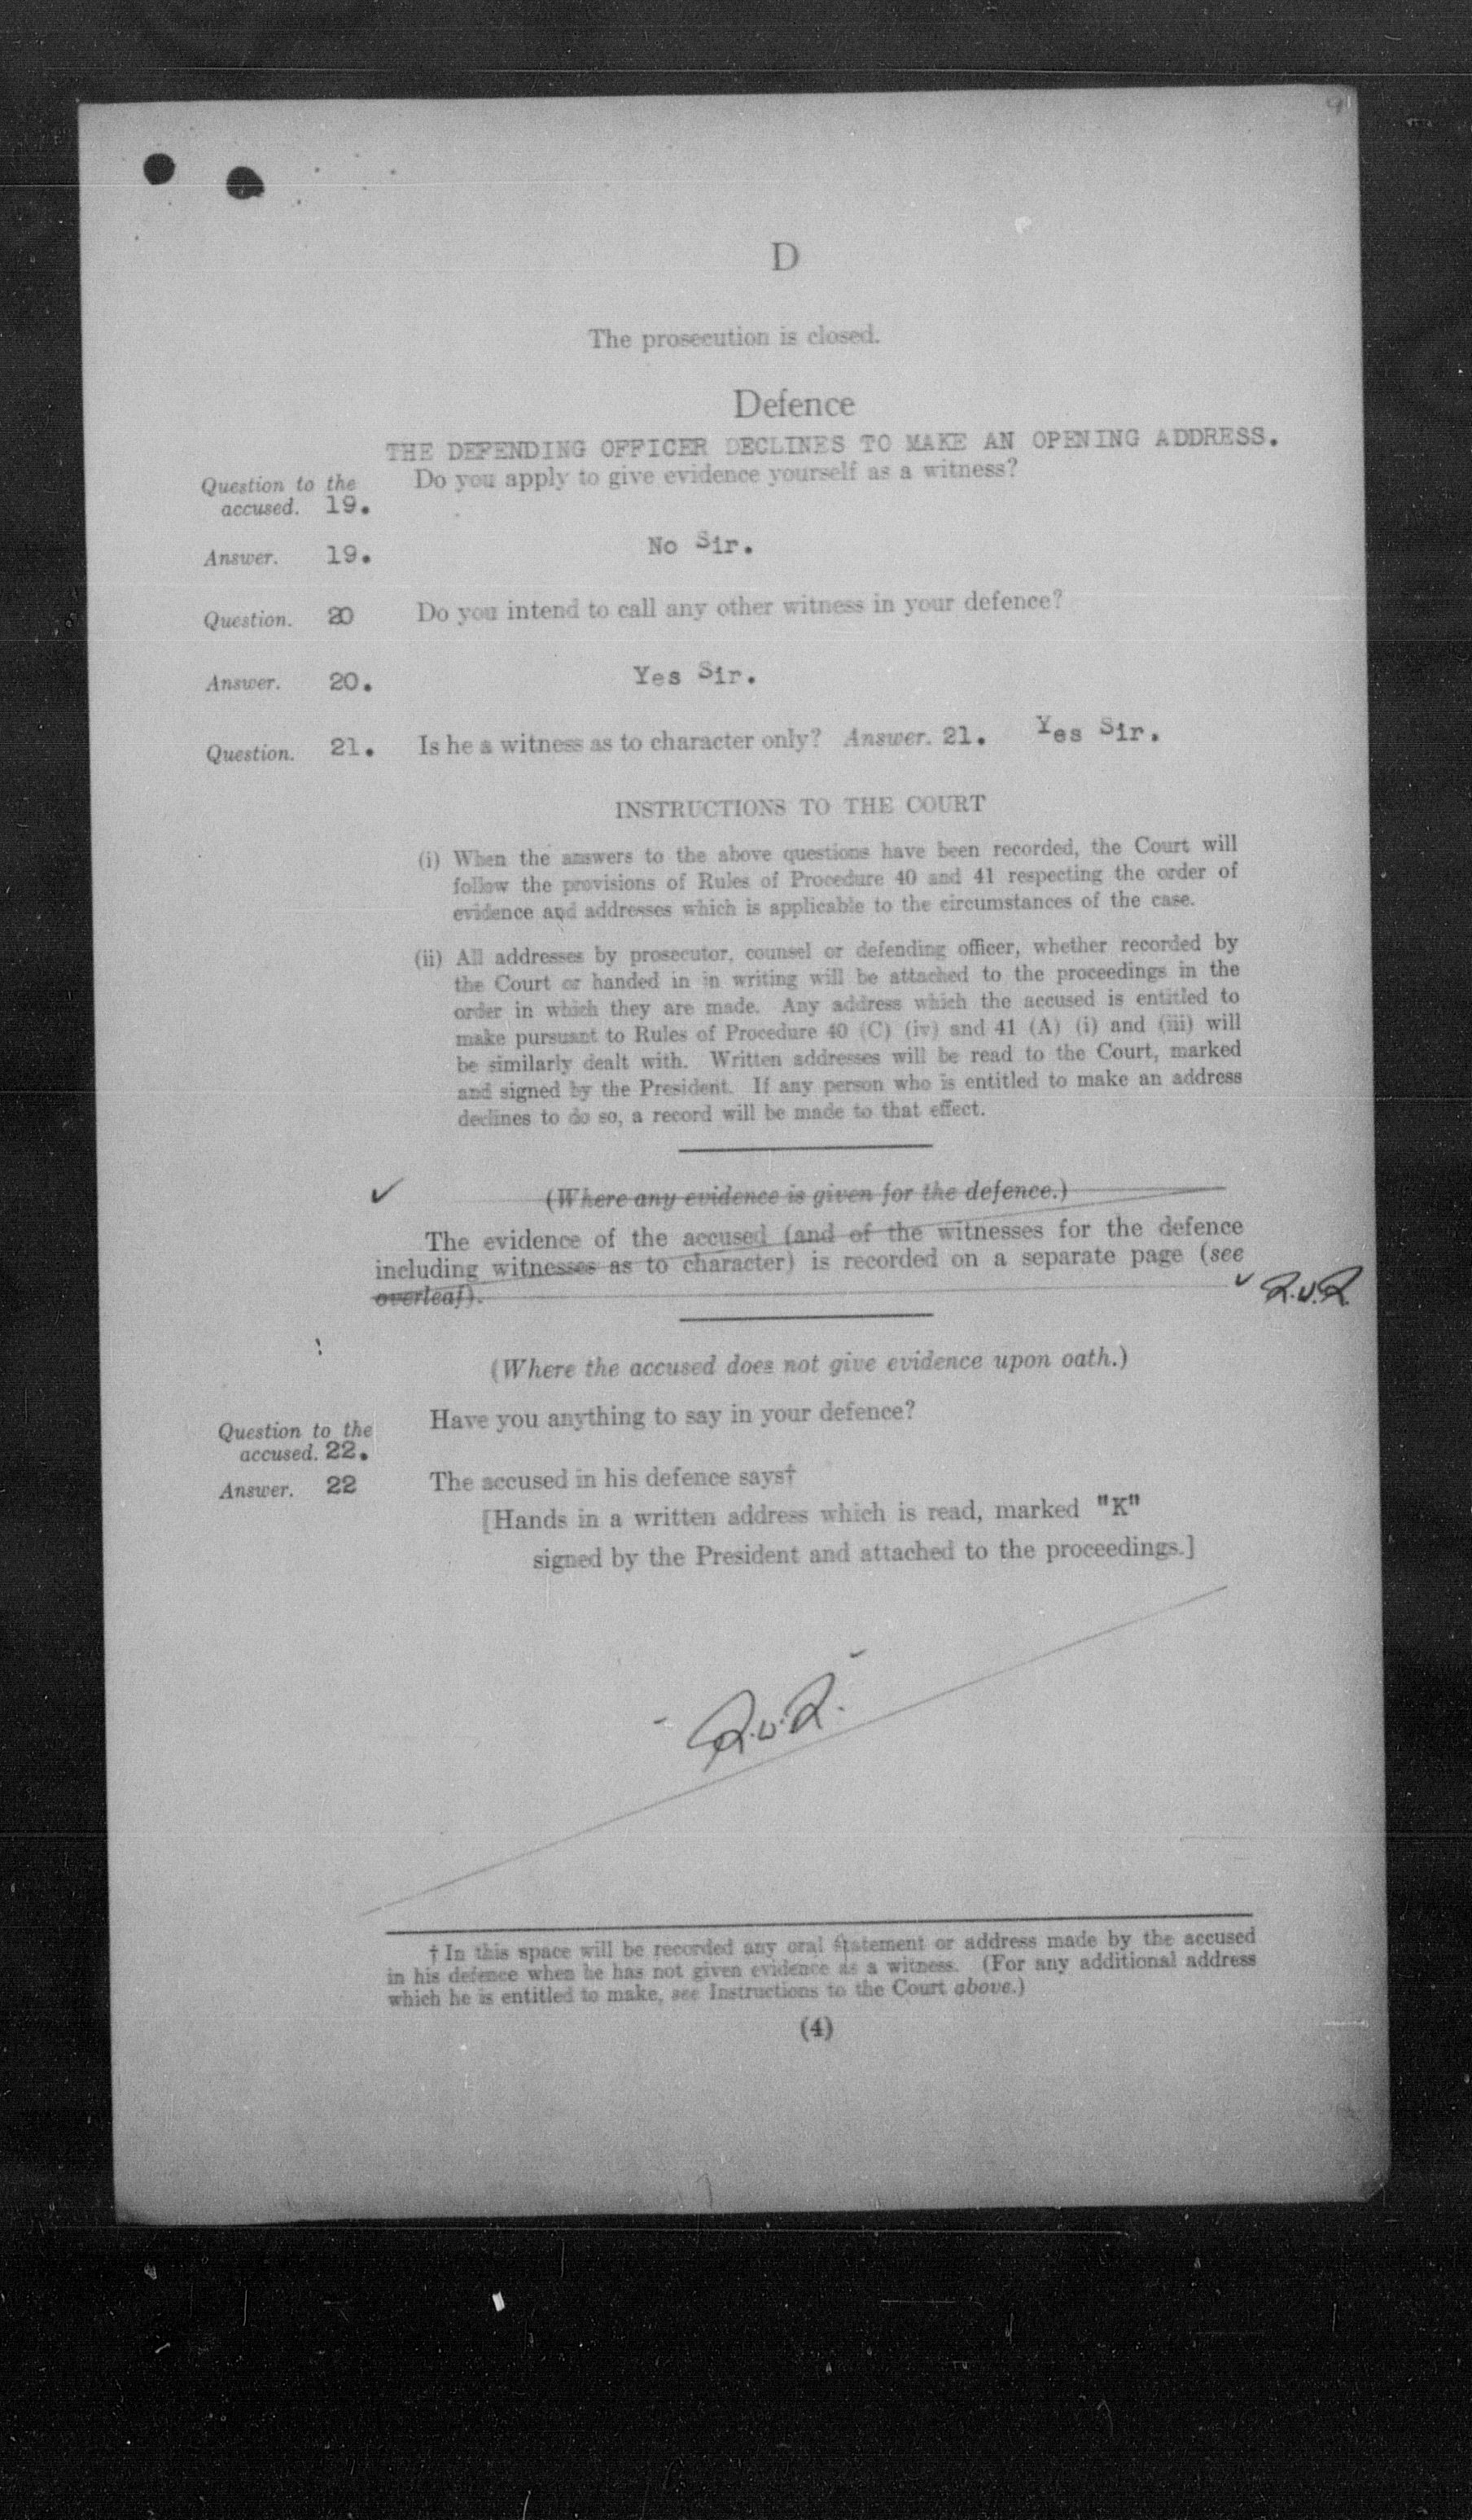 9
D
The prosecution is closed.
Defence
THE DEFENDING OFFICER DECLINES TO MAKE AN OPENING ADDRESS.
Question to the Do you apply to give evidence yourself as a witness?
accused. 19.
Answer. 19. No Sir.
Question. 20 Do you intend to call any other witness in your defence?
Answer. 20. Yes Sir.
Question. 21. Is he a witness as to character only? Answer. 21. Yes Sir.
INSTRUCTIONS TO THE COURT
(i) When the answers to the above questions have been recorded, the Court will
follow the provisions of Rules of Procedure 40 and 41 respecting the order of
evidence and addresses which is applicable to the circumstances of the case.
(ii) All addresses by prosecutor, counsel or defending officer, whether recorded by
the Court or handed in in writing will be attached to the proceedings in the
order in which they are made. Any address which the accused is entitled to
make pursuant to Rules of Procedure 40 (C) (iv) and 41 (A) (i) and (iii) will
be similarly dealt with. Written addresses will be read to the Court, marked
and signed by the President. If any person who is entitled to make an address
declines to do so, a record will be made to that effect.
(Where any evidence is given for the defence.)
The evidence of the accused (and of the witnesses for the defence
including witnesses as to character) is recorded on a separate page (see
overleaf).
(Where the accused does not give evidence upon oath.)
Question to the Have you anything to say in your defence?
accused. 22.
Answer. 22 The accused in his defence says†
[Hands in a written address which is read, marked "K"
signed by the President and attached to the proceedings.]
† In this space will be recorded any oral statement or address made by the accused
in his defence when he has not given evidence as a witness. (For any additional address
which he is entitled to make, see Instructions to the Court above.)
(4)